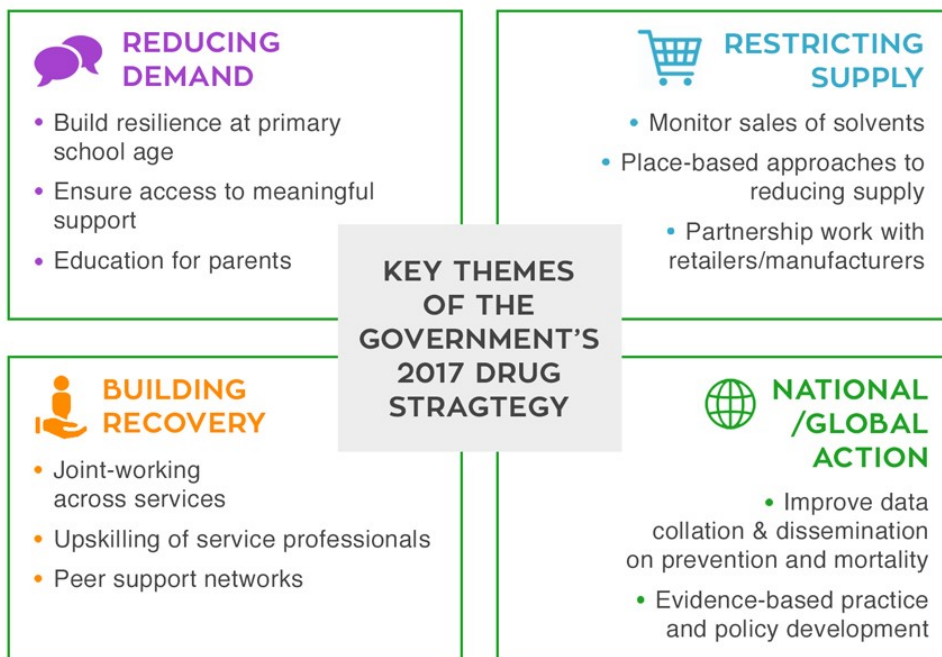 REDUCING
DEMAND
• Build resilience at primary
school age
• Ensure access to meaningful
support
• Education for parents
RESTRICTING
SUPPLY
• Monitor sales of solvents
• Place-based approaches to
reducing supply
• Partnership work with
retailers/manufacturers
KEY THEMES
OF THE
GOVERNMENT'S
2017 DRUG
STRAGTEGY
BUILDING
RECOVERY
• Joint-working
across services
• Upskilling of service professionals
• Peer support networks
NATIONAL
/GLOBAL
ACTION
• Improve data
collation & dissemination
on prevention and mortality
• Evidence-based practice
and policy development